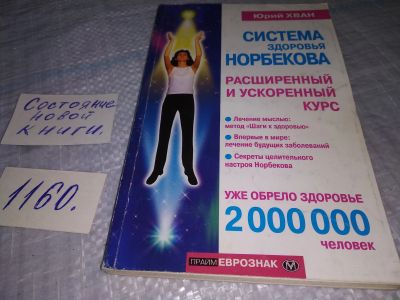 Юрий ХВАН
СИСТЕМА
ЗДОРОВЬЯ
НОРБЕКОВА
РАСШИРЕННЫЙ
И УСКОРЕННЫЙ
КУРС
Лечение мыслью:
метод «Шаги к здоровью»
Впервые в мире:
лечение будущих заболеваний
Секреты целительного
настроя Норбекова
УЖЕ ОБРЕЛО ЗДОРОВЬЕ
2 000 000
человек
ПРАЙМ ЕВРОЗНАК
Состояние
новой
книги.
1160.